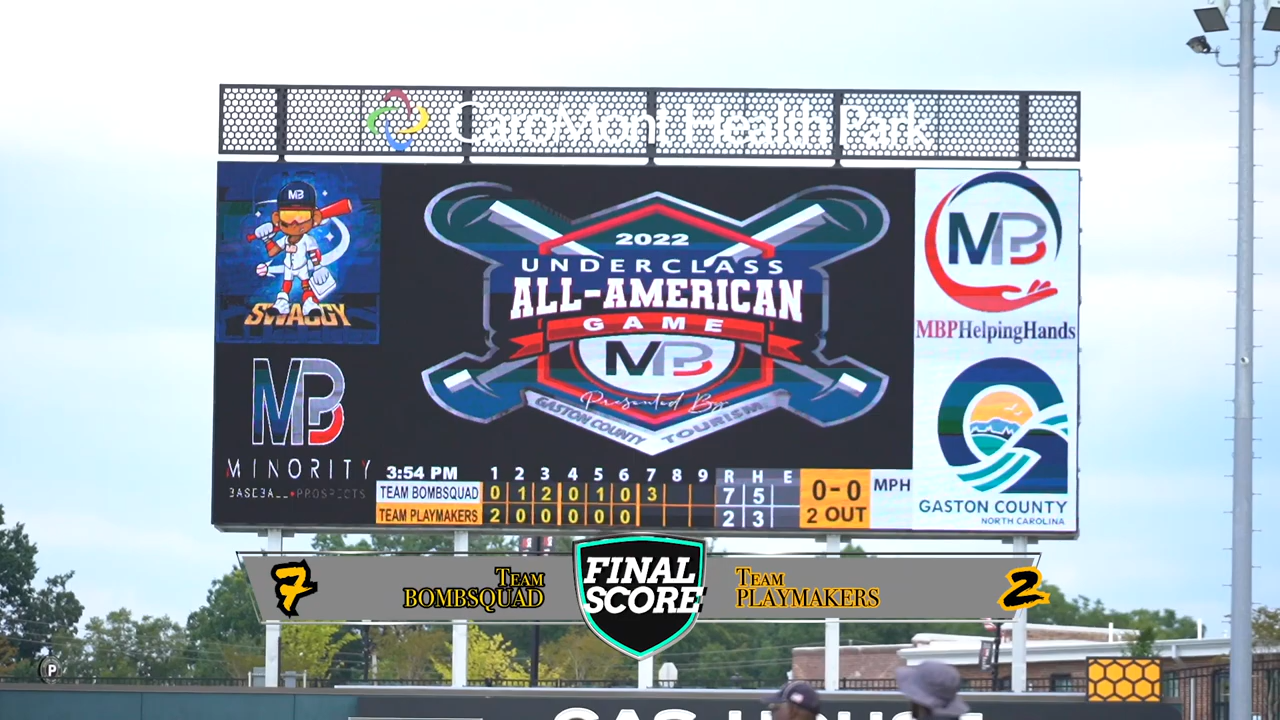 CaroMont Health Park
MB
SWAGGY
MB
MINORITY
BASEBALL PROSPECTS
2022
UNDERCLASS
ALL-AMERICAN
GAME
MB
Presented By:
GASTON COUNTY TOURISM
MB
MBPHelpingHands
GASTON COUNTY
NORTH CAROLINA
3:54 PM 1 2 3 4 5 6 7 8 9 R H E
TEAM BOMBSQUAD 0 1 2 0 1 0 3 7 5
TEAM PLAYMAKERS 2 0 0 0 0 0 2 3
0-0 MPH
2 OUT
7 TEAM BOMBSQUAD
FINAL SCORE
TEAM PLAYMAKERS 2
P